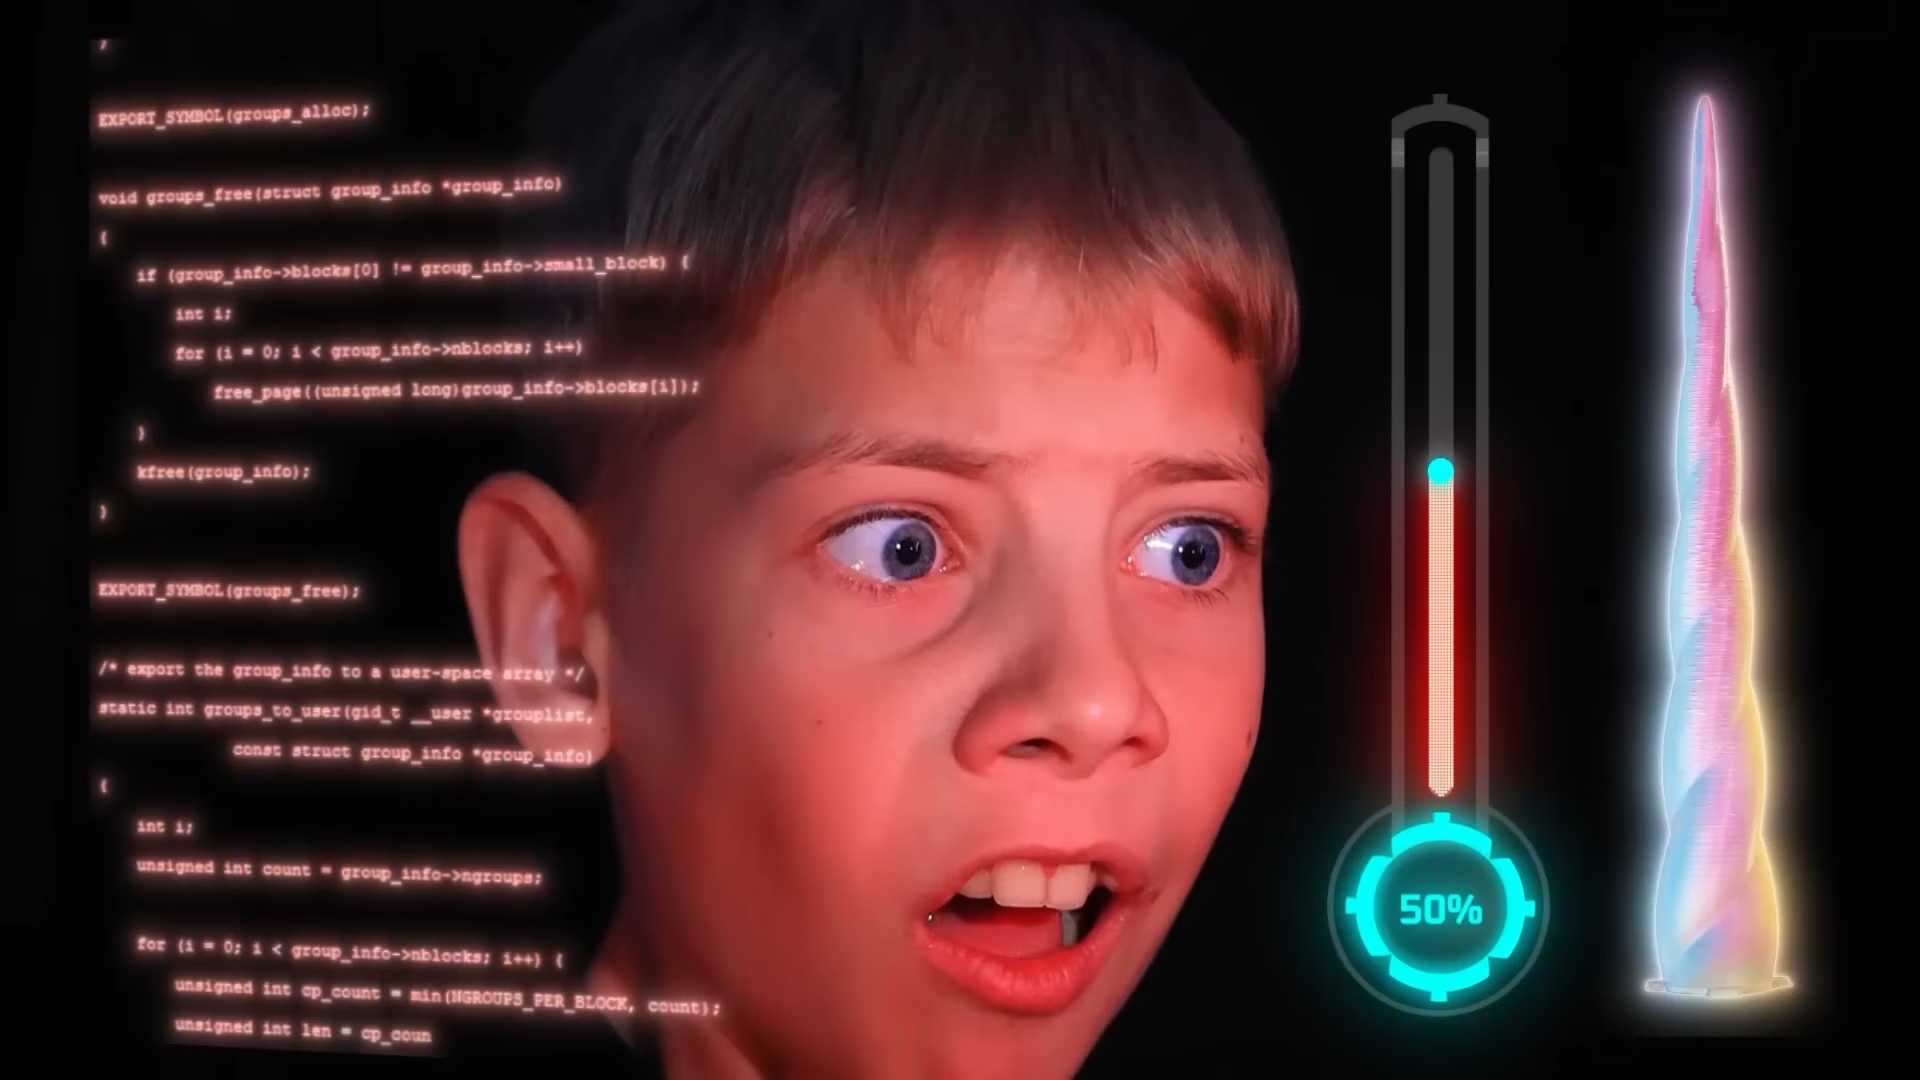 EXPORT_SYMBOL(groups_alloc);
void groups_free(struct group_info *group_info)
{
if (group_info->blocks[0] != group_info->small_block) {
int i;
for (i = 0; i < group_info->nblocks; i++)
free_page((unsigned long)group_info->blocks[i]);
}
kfree(group_info);
}
EXPORT_SYMBOL(groups_free);
/* export the group_info to a user-space array */
static int groups_to_user(gid_t __user *grouplist,
const struct group_info *group_info)
{
int i;
unsigned int count = group_info->ngroups;
for (i = 0; i < group_info->nblocks; i++) {
unsigned int cp_count = min(NGROUPS_PER_BLOCK, count);
unsigned int len = cp_coun
50%